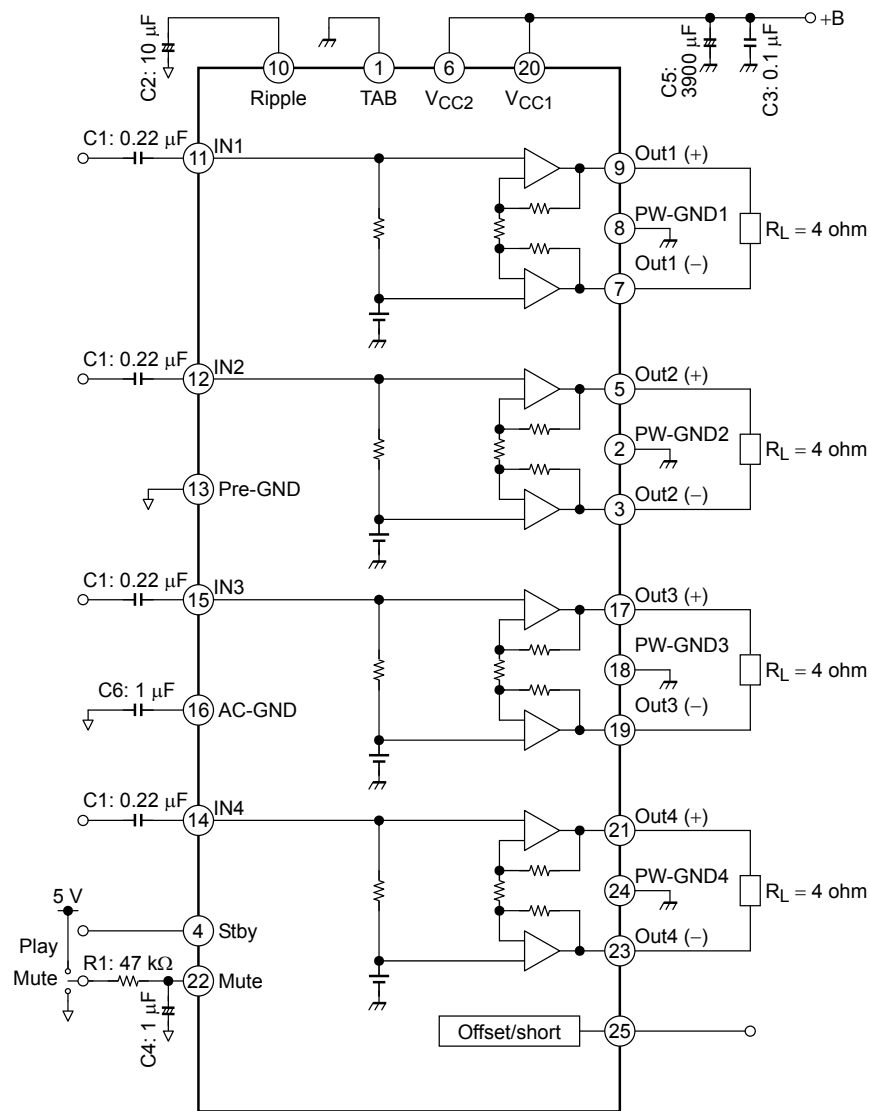 C2: 10 μF
+B
C5: 3900 μF
C3: 0.1 μF
10
1
6
20
Ripple
TAB
VCC2
VCC1
C1: 0.22 μF
11
IN1
9
Out1 (+)
8
PW-GND1
RL = 4 ohm
Out1 (−)
7
C1: 0.22 μF
12
IN2
5
Out2 (+)
2
PW-GND2
RL = 4 ohm
13
Pre-GND
3
Out2 (−)
C1: 0.22 μF
15
IN3
17
Out3 (+)
PW-GND3
18
RL = 4 ohm
C6: 1 μF
16
AC-GND
Out3 (−)
19
C1: 0.22 μF
14
IN4
21
Out4 (+)
PW-GND4
24
RL = 4 ohm
5 V
4
Stby
23
Out4 (−)
Play
Mute
R1: 47 kΩ
22
Mute
C4: 1 μF
Offset/short
25